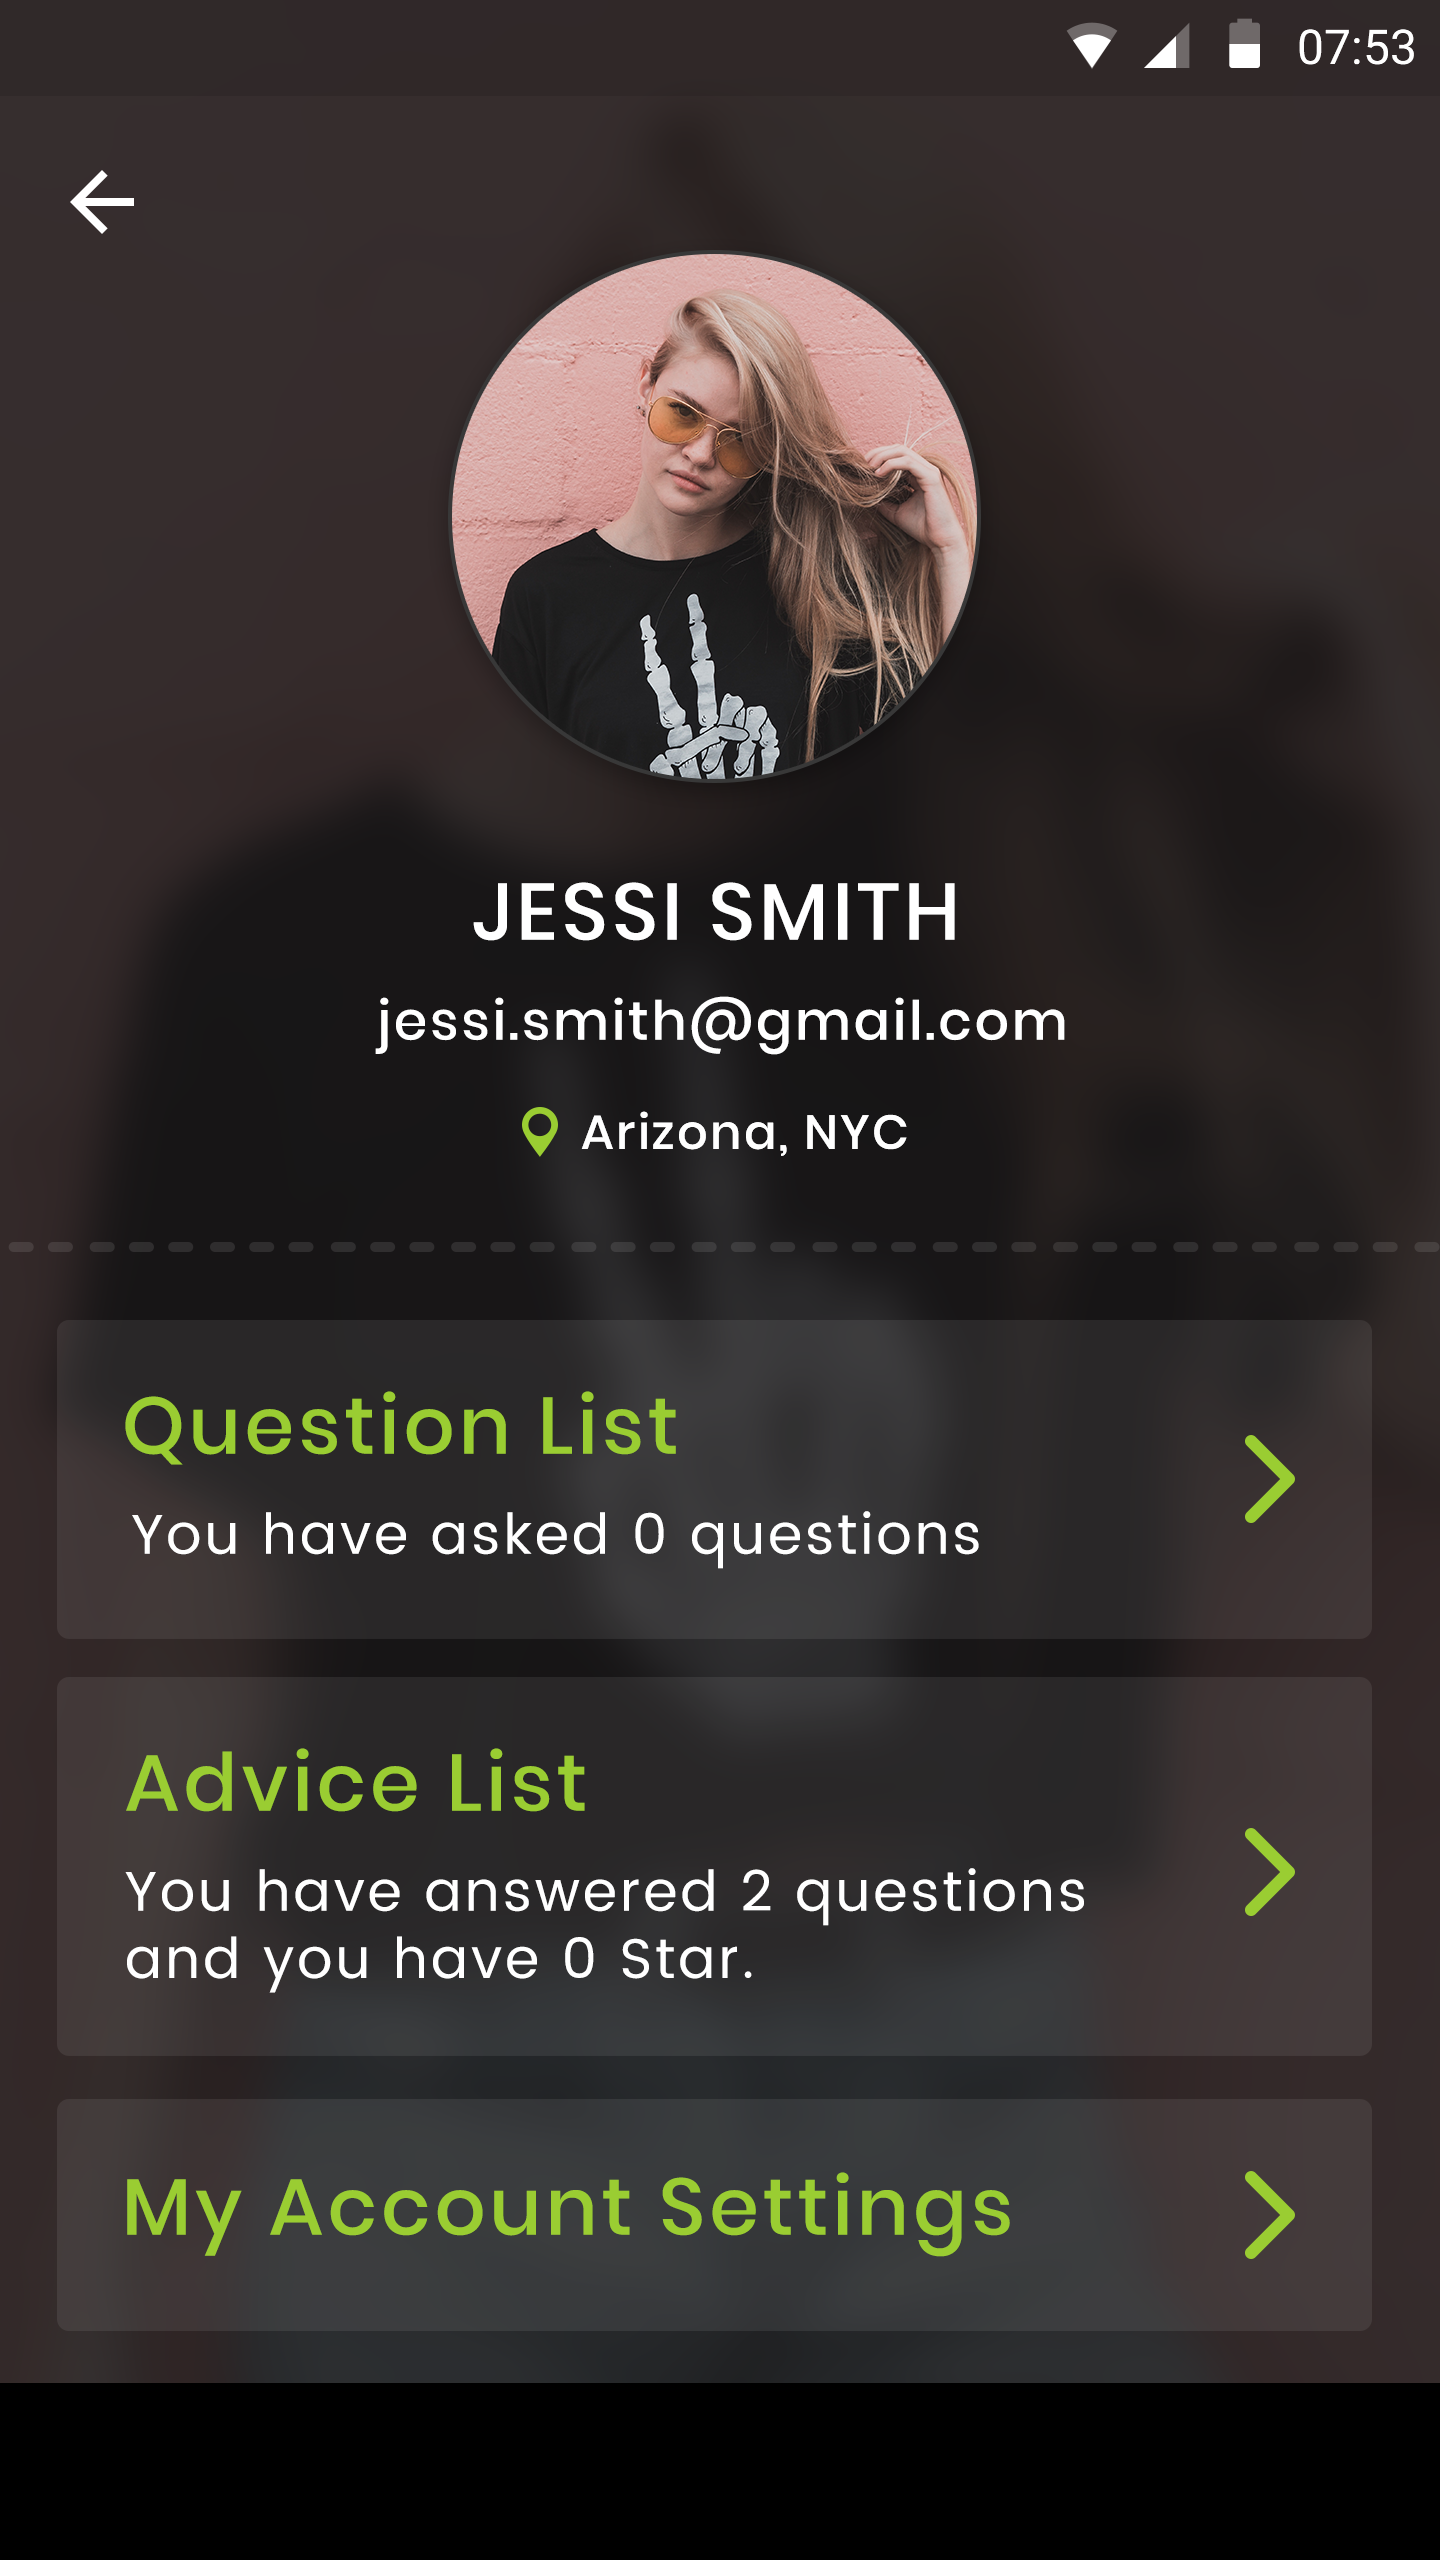 07:53
JESSI SMITH
jessi.smith@gmail.com
Arizona, NYC
Question List
You have asked 0 questions
Advice List
You have answered 2 questions
and you have 0 Star.
My Account Settings